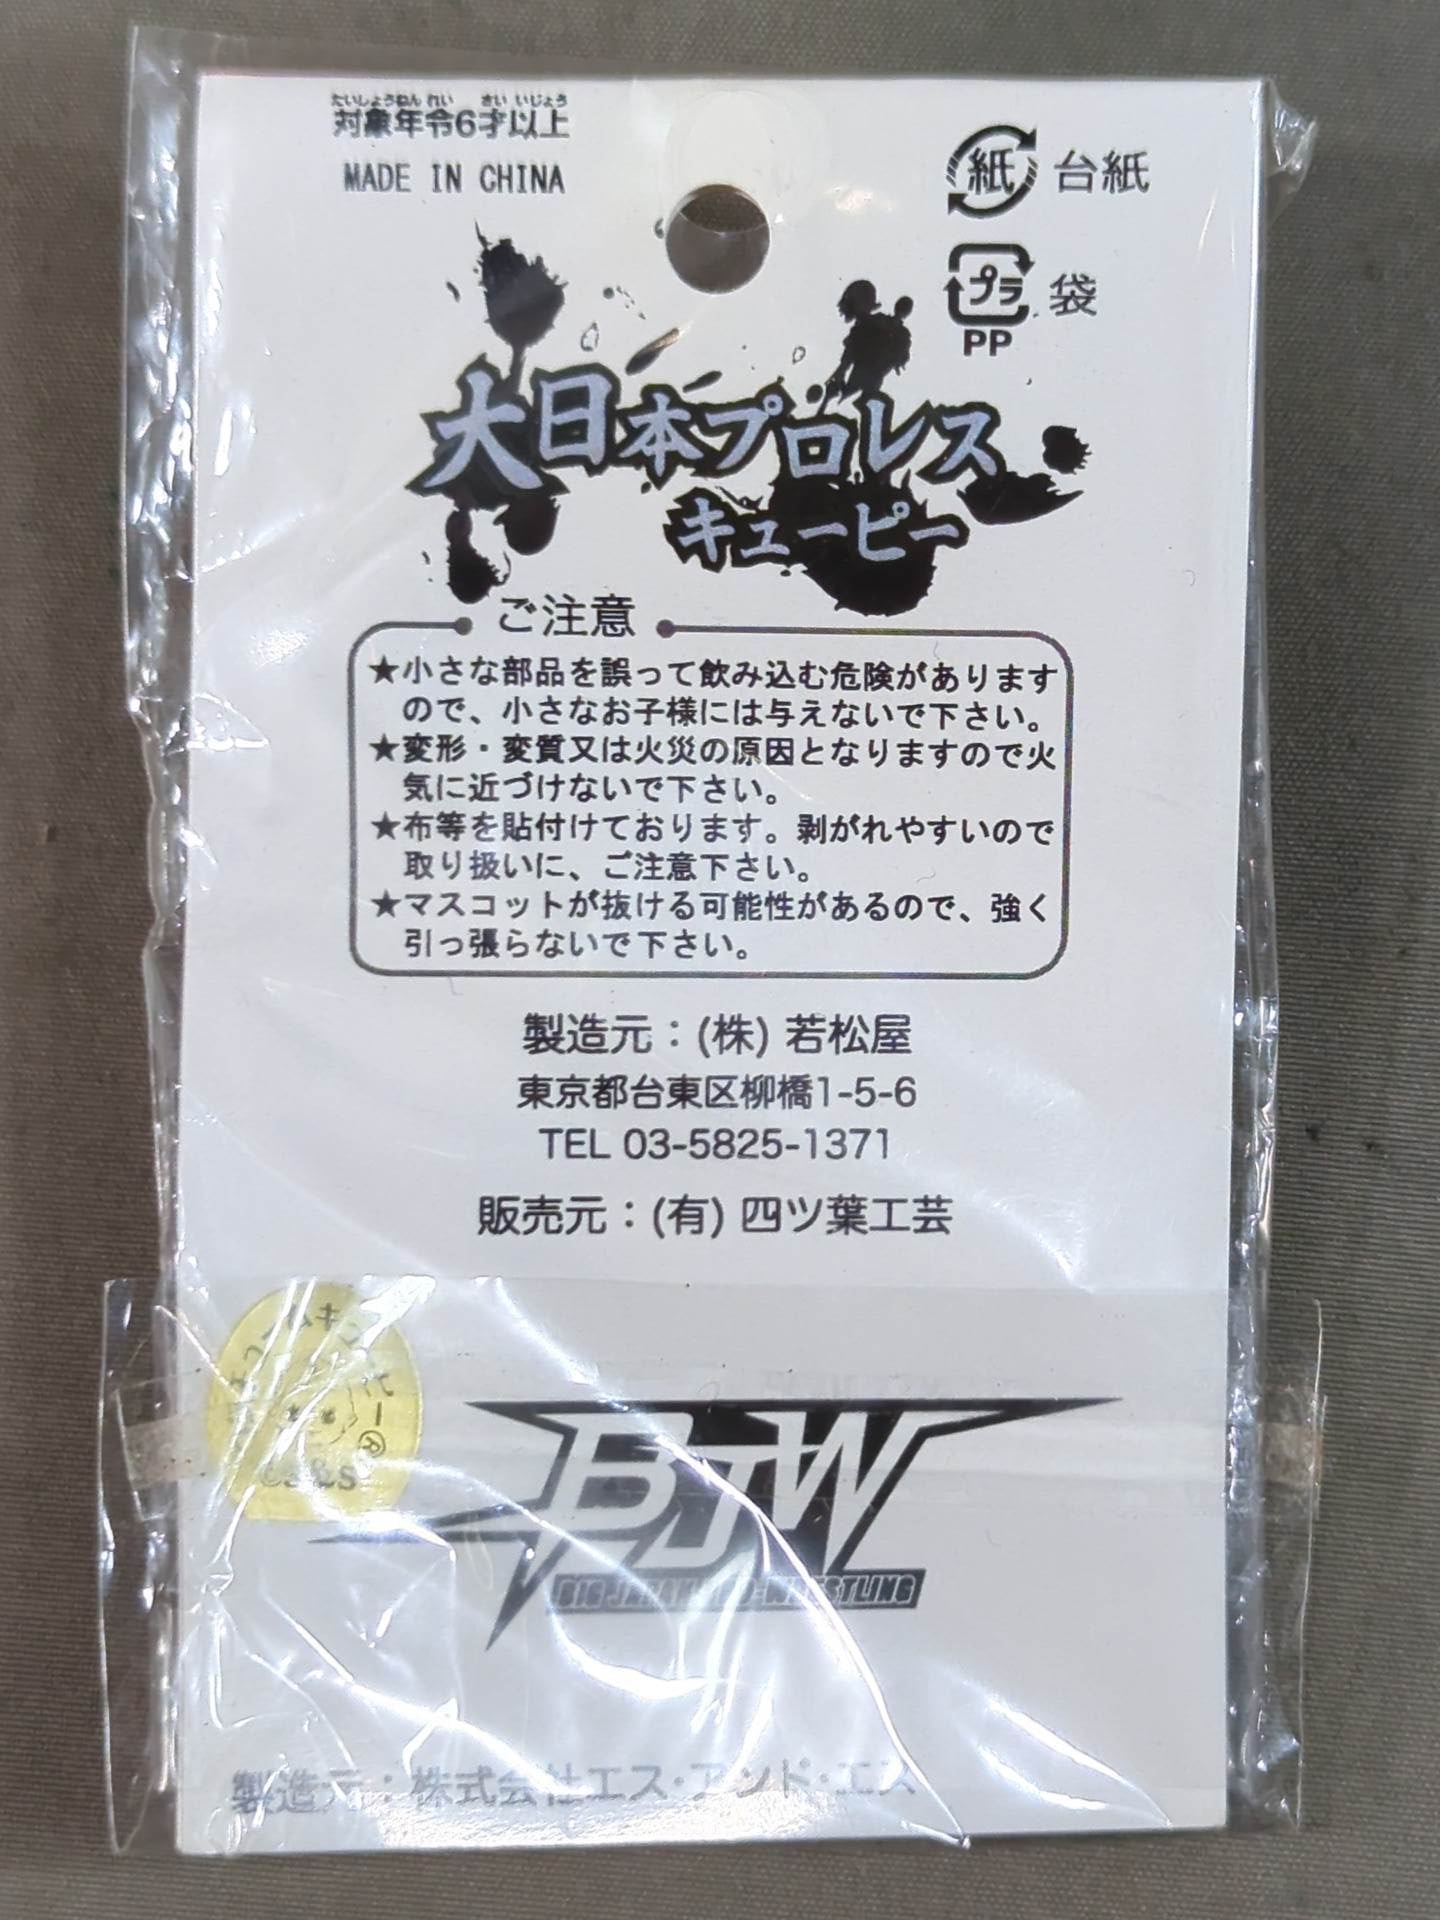 たいしょうねんれい さい いじょう
対象年令6才以上
MADE IN CHINA
紙 台紙
プラ 袋
PP
大日本プロレス
キューピー
ご注意
★小さな部品を誤って飲み込む危険があります
ので、小さなお子様には与えないで下さい。
★変形・変質又は火災の原因となりますので火
気に近づけないで下さい。
★布等を貼付けております。剥がれやすいので
取り扱いに、ご注意下さい。
★マスコットが抜ける可能性があるので、強く
引っ張らないで下さい。
製造元：(株) 若松屋
東京都台東区柳橋1-5-6
TEL 03-5825-1371
販売元：(有) 四ツ葉工芸
BJW
BIG JAPAN PRO-WRESTLING
製造元：株式会社エス・アンド・エス